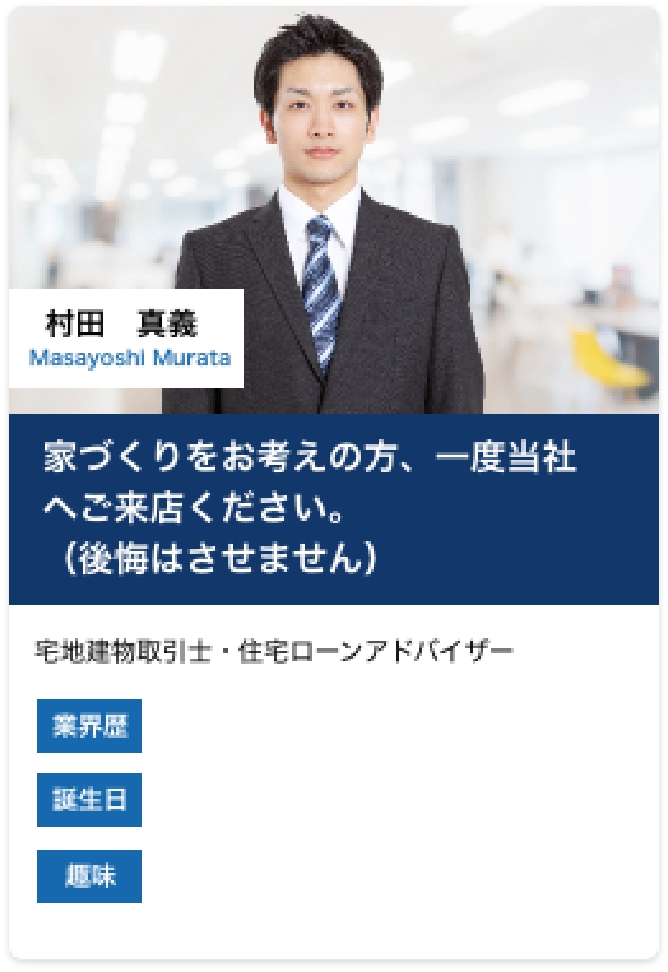 村田　真義
Masayoshi Murata
家づくりをお考えの方、一度当社
へご来店ください。
（後悔はさせません）
宅地建物取引士・住宅ローンアドバイザー
業界歴
誕生日
趣味